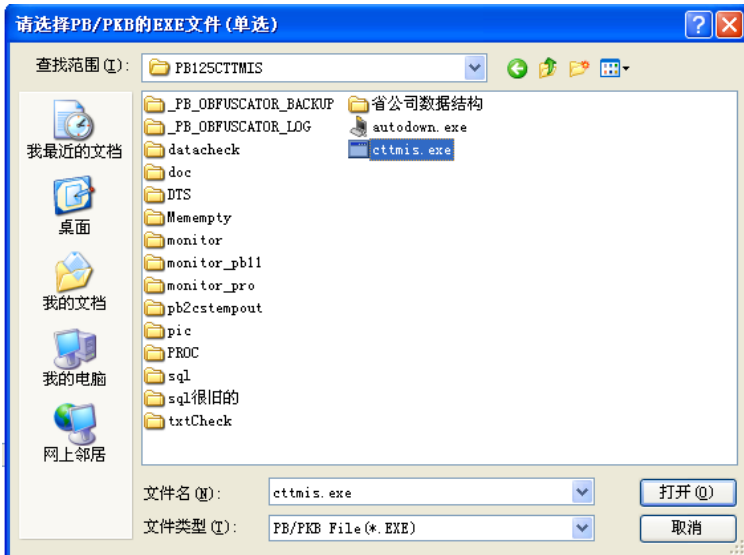 请选择PB/PKB的EXE文件(单选)
查找范围(I):
PB125CTTMIS
我最近的文档
桌面
我的文档
我的电脑
网上邻居
_PB_OBFUSCATOR_BACKUP
_PB_OBFUSCATOR_LOG
datacheck
doc
DTS
Memempty
monitor
monitor_pb11
monitor_pro
pb2cstempout
pic
PROC
sql
sql很旧的
txtCheck
省公司数据结构
autodown.exe
cttmis.exe
文件名(N):
cttmis.exe
打开(O)
文件类型(T):
PB/PKB File(*.EXE)
取消